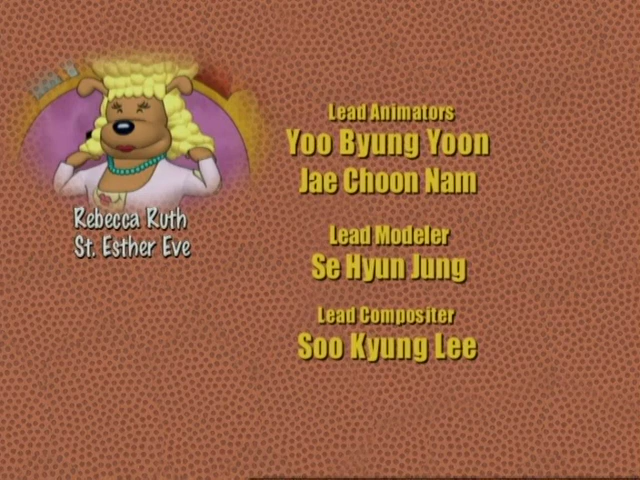 Rebecca Ruth
St. Esther Eve
Lead Animators
Yoo Byung Yoon
Jae Choon Nam
Lead Modeler
Se Hyun Jung
Lead Compositer
Soo Kyung Lee